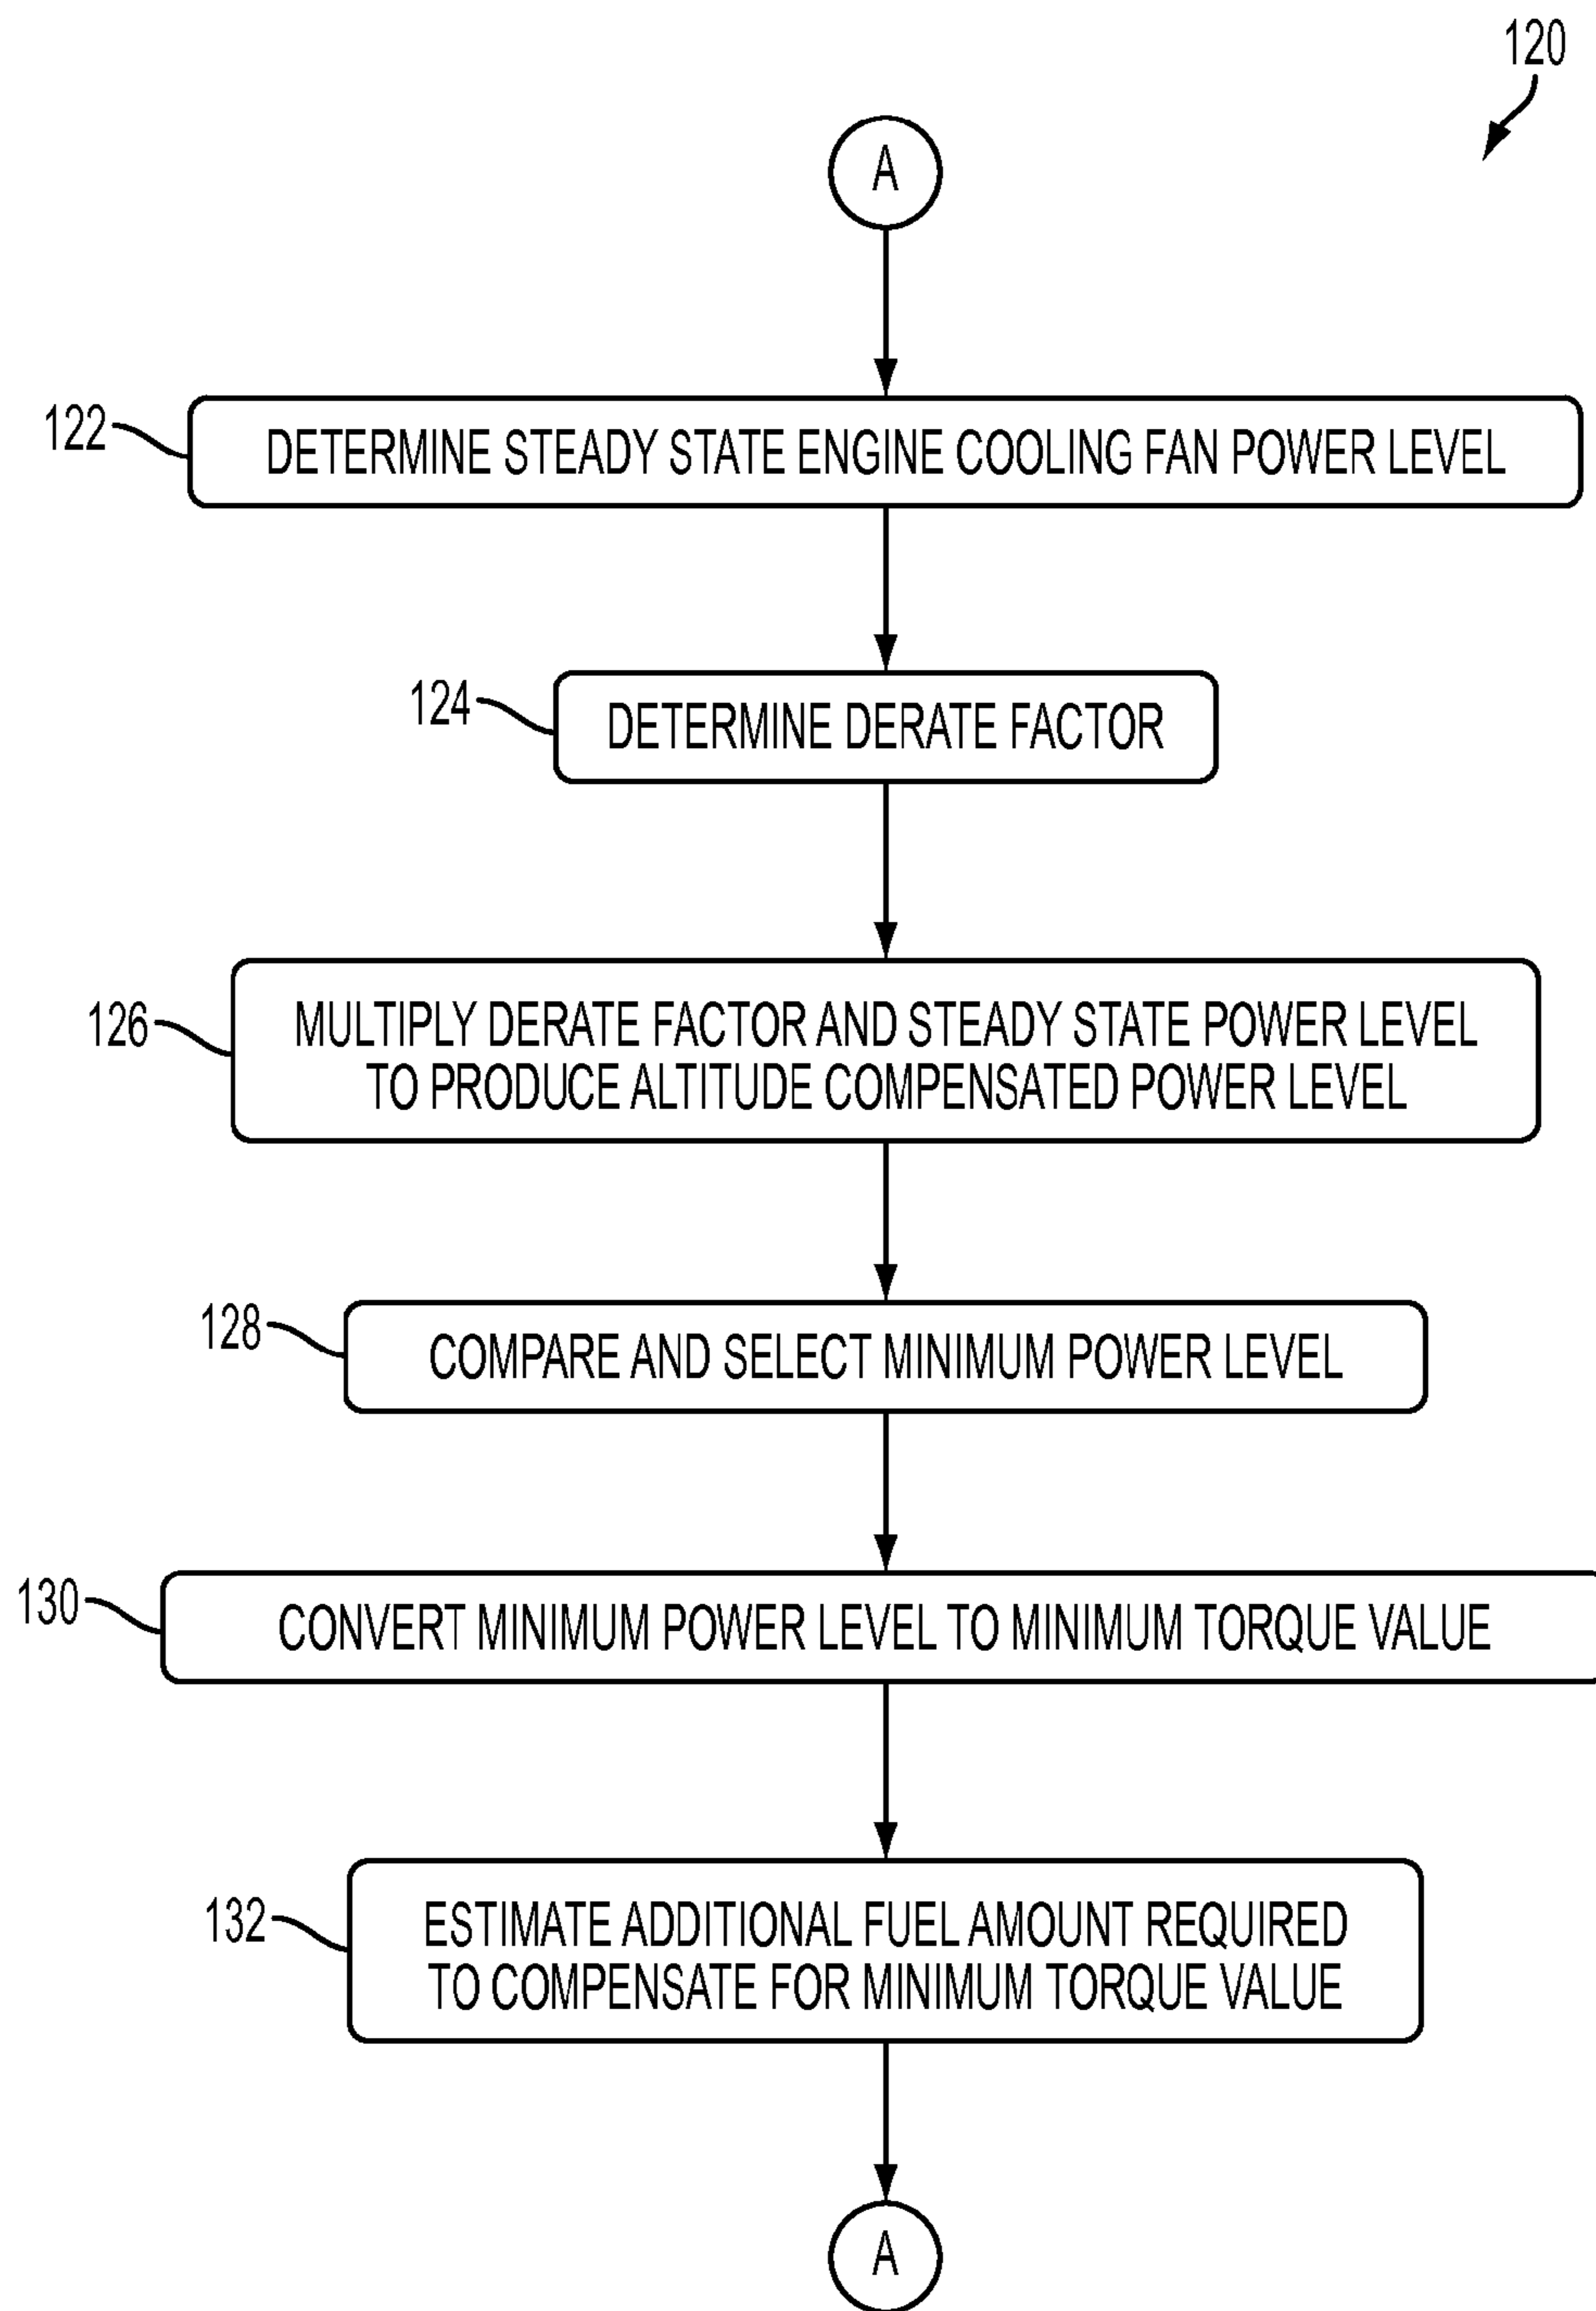 120
A
122
DETERMINE STEADY STATE ENGINE COOLING FAN POWER LEVEL
124
DETERMINE DERATE FACTOR
126
MULTIPLY DERATE FACTOR AND STEADY STATE POWER LEVEL
TO PRODUCE ALTITUDE COMPENSATED POWER LEVEL
128
COMPARE AND SELECT MINIMUM POWER LEVEL
130
CONVERT MINIMUM POWER LEVEL TO MINIMUM TORQUE VALUE
132
ESTIMATE ADDITIONAL FUEL AMOUNT REQUIRED
TO COMPENSATE FOR MINIMUM TORQUE VALUE
A